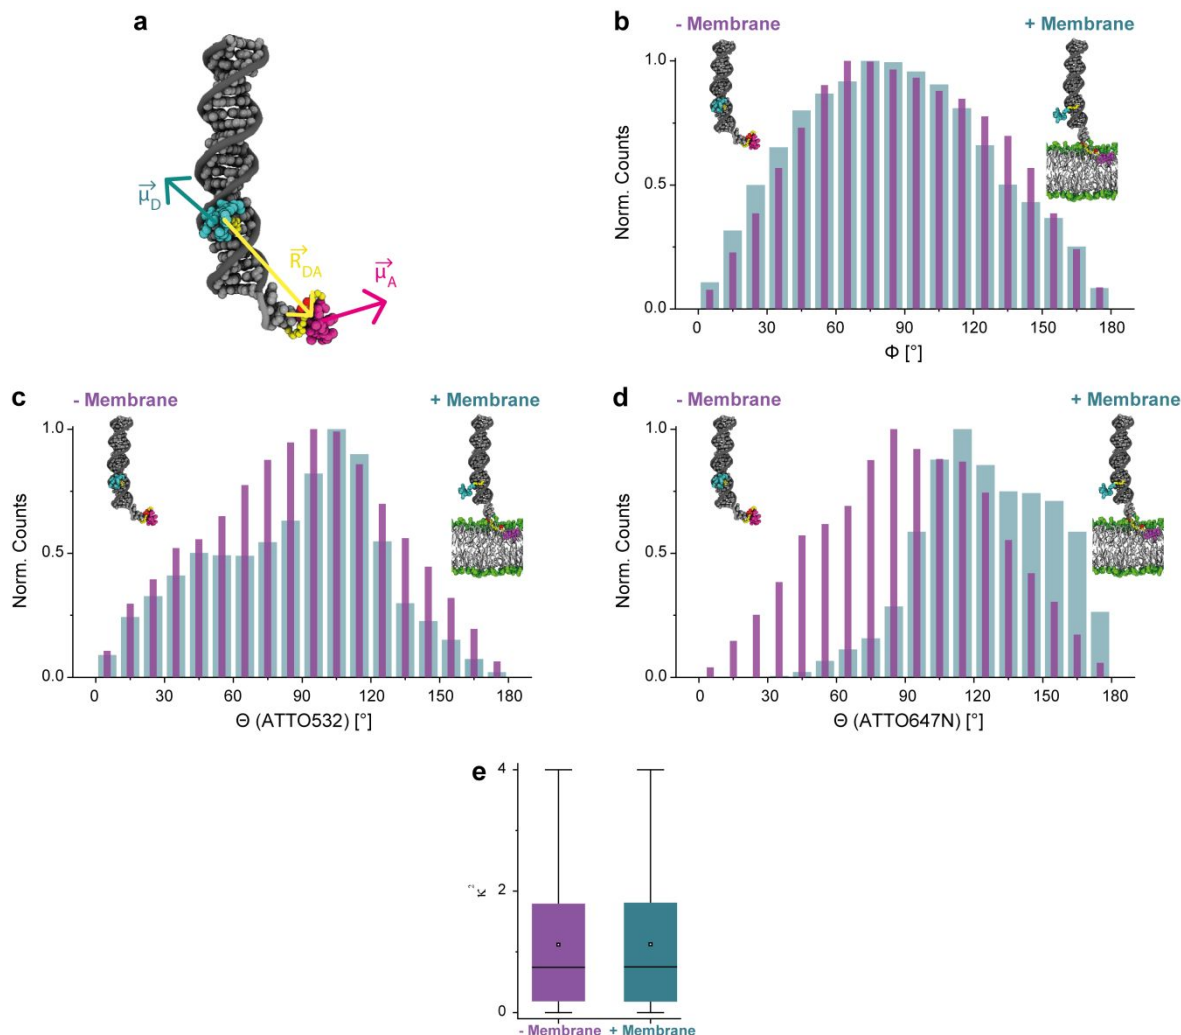 a
μD
RDA
μA
b
- Membrane
+ Membrane
Norm. Counts
1.0
0.5
0.0
0 30 60 90 120 150 180
Φ [°]
c
- Membrane
+ Membrane
Norm. Counts
1.0
0.5
0.0
0 30 60 90 120 150 180
Θ (ATTO532) [°]
d
- Membrane
+ Membrane
Norm. Counts
1.0
0.5
0.0
0 30 60 90 120 150 180
Θ (ATTO647N) [°]
e
4
2
0
κ²
- Membrane + Membrane